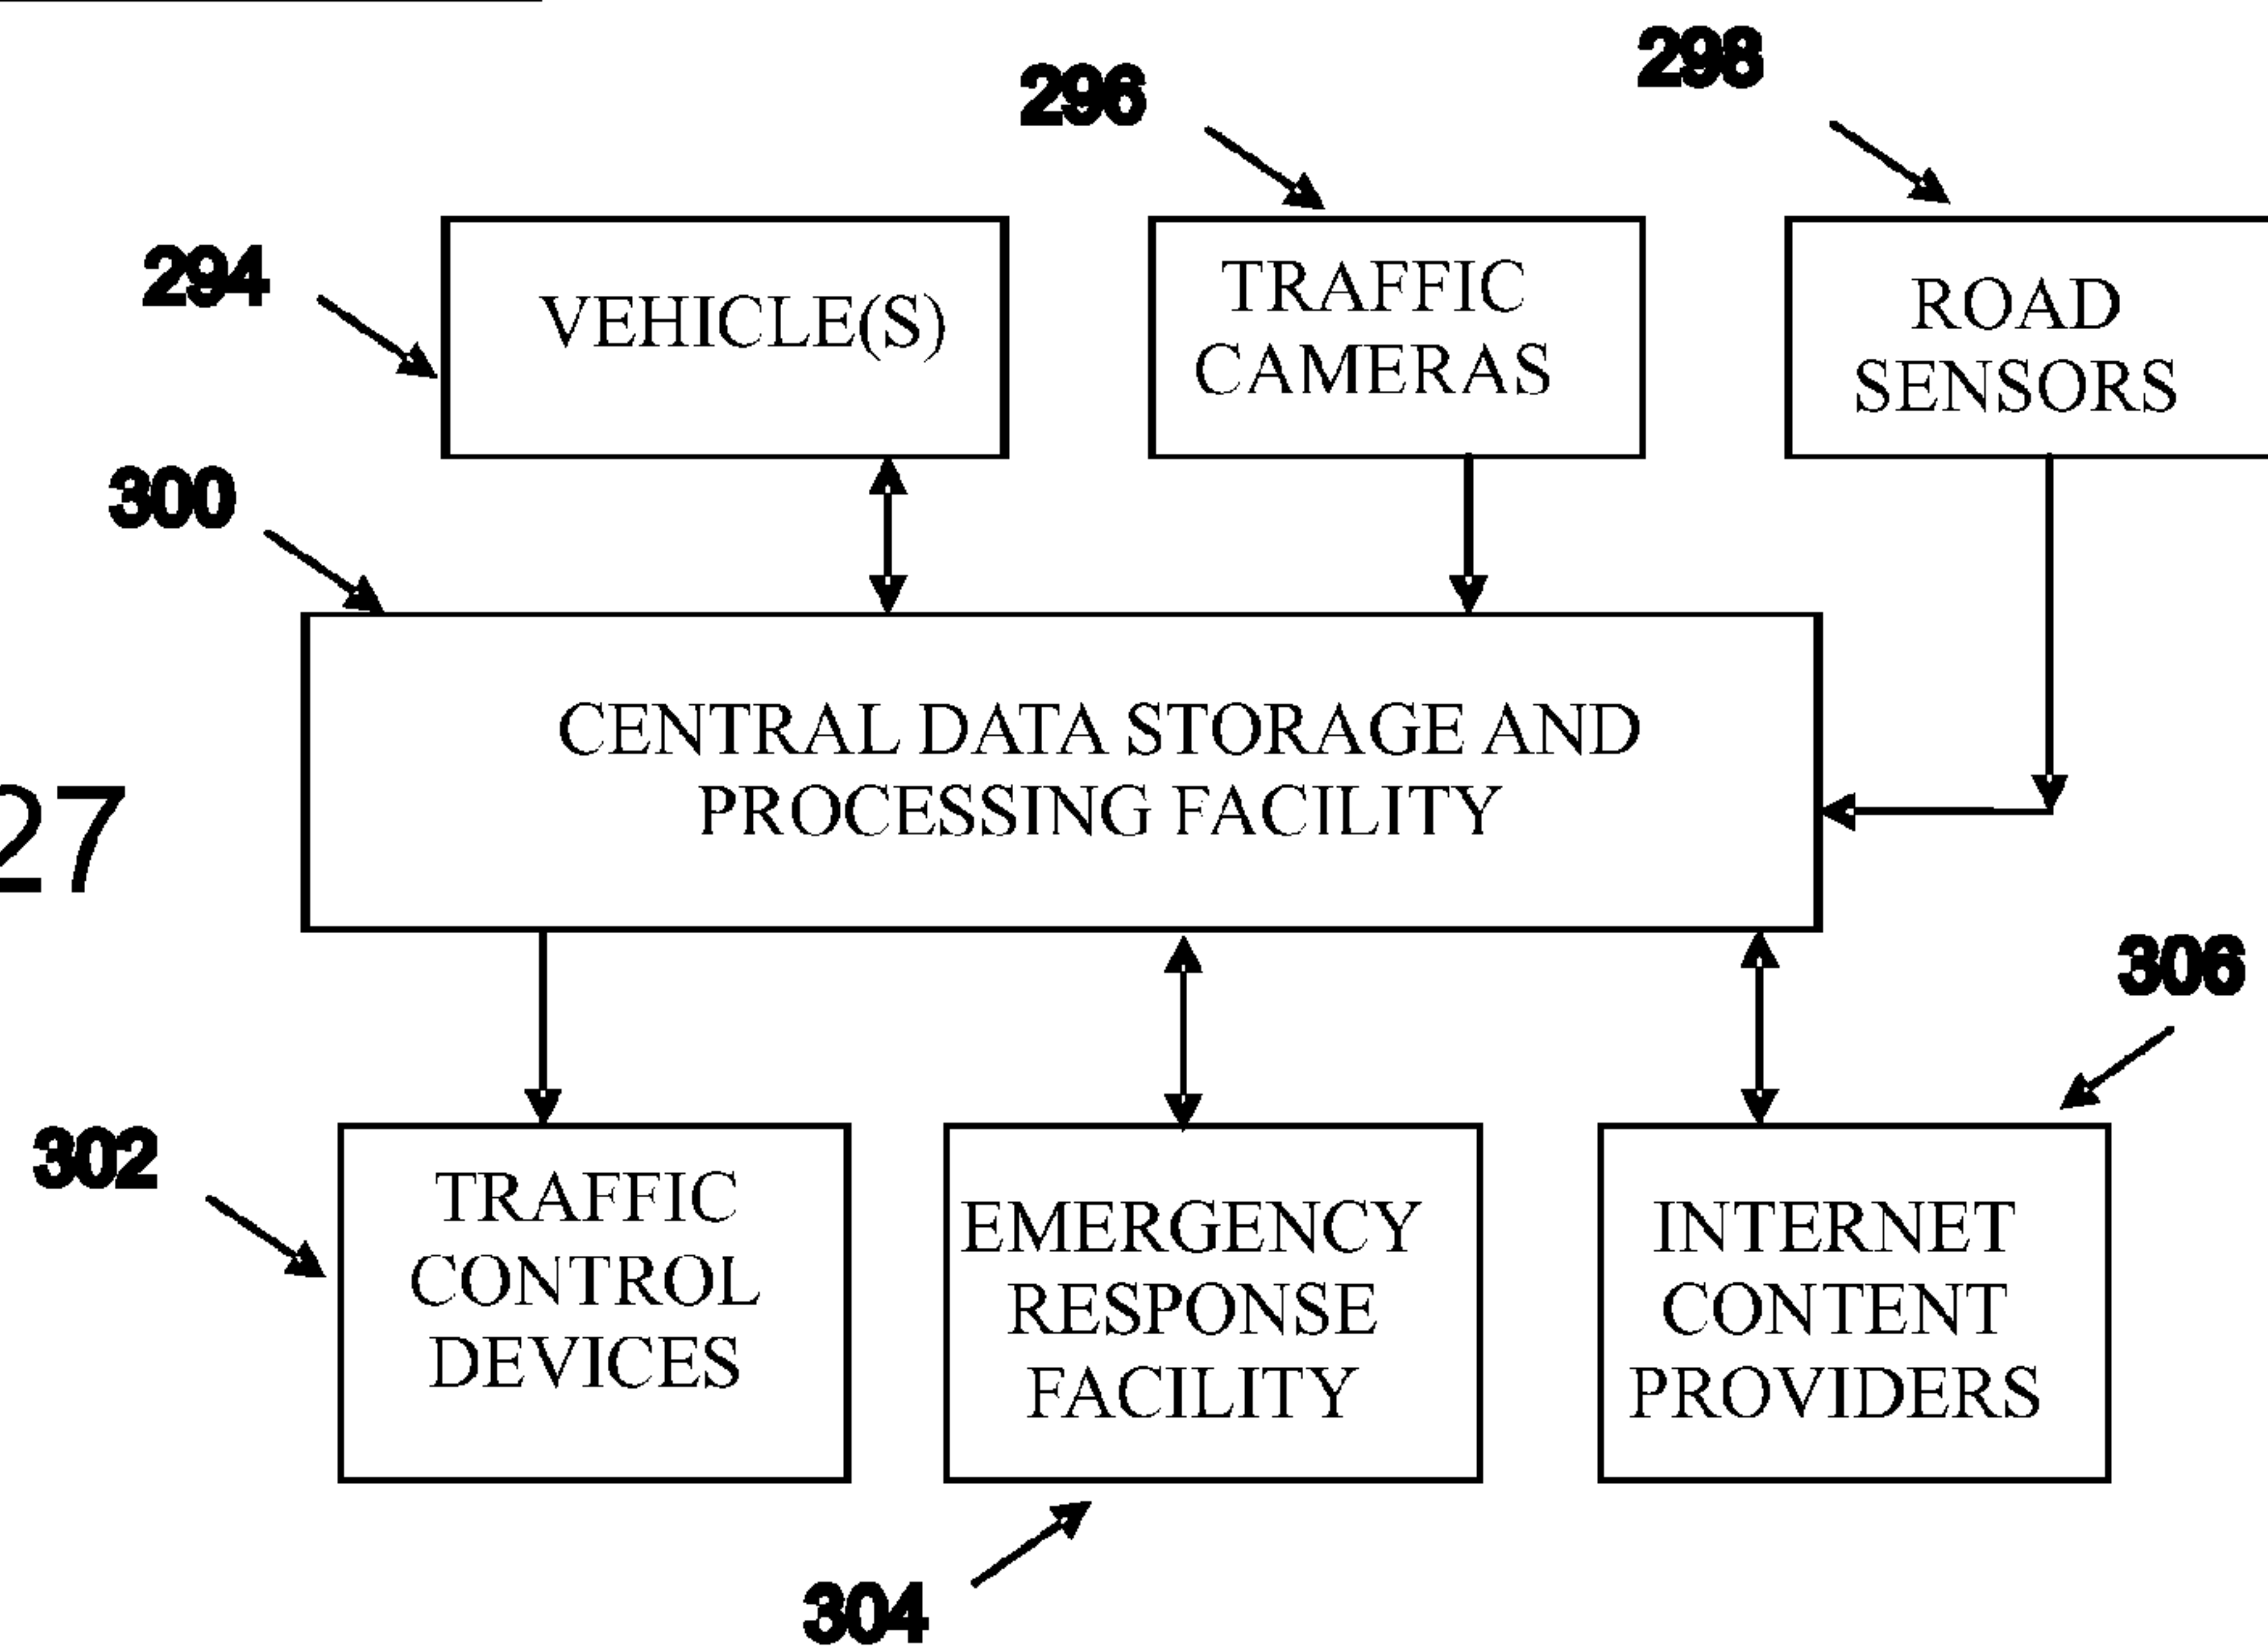 296
298
294
VEHICLE(S)
TRAFFIC
CAMERAS
ROAD
SENSORS
300
CENTRAL DATA STORAGE AND
PROCESSING FACILITY
27
306
302
TRAFFIC
CONTROL
DEVICES
EMERGENCY
RESPONSE
FACILITY
INTERNET
CONTENT
PROVIDERS
304